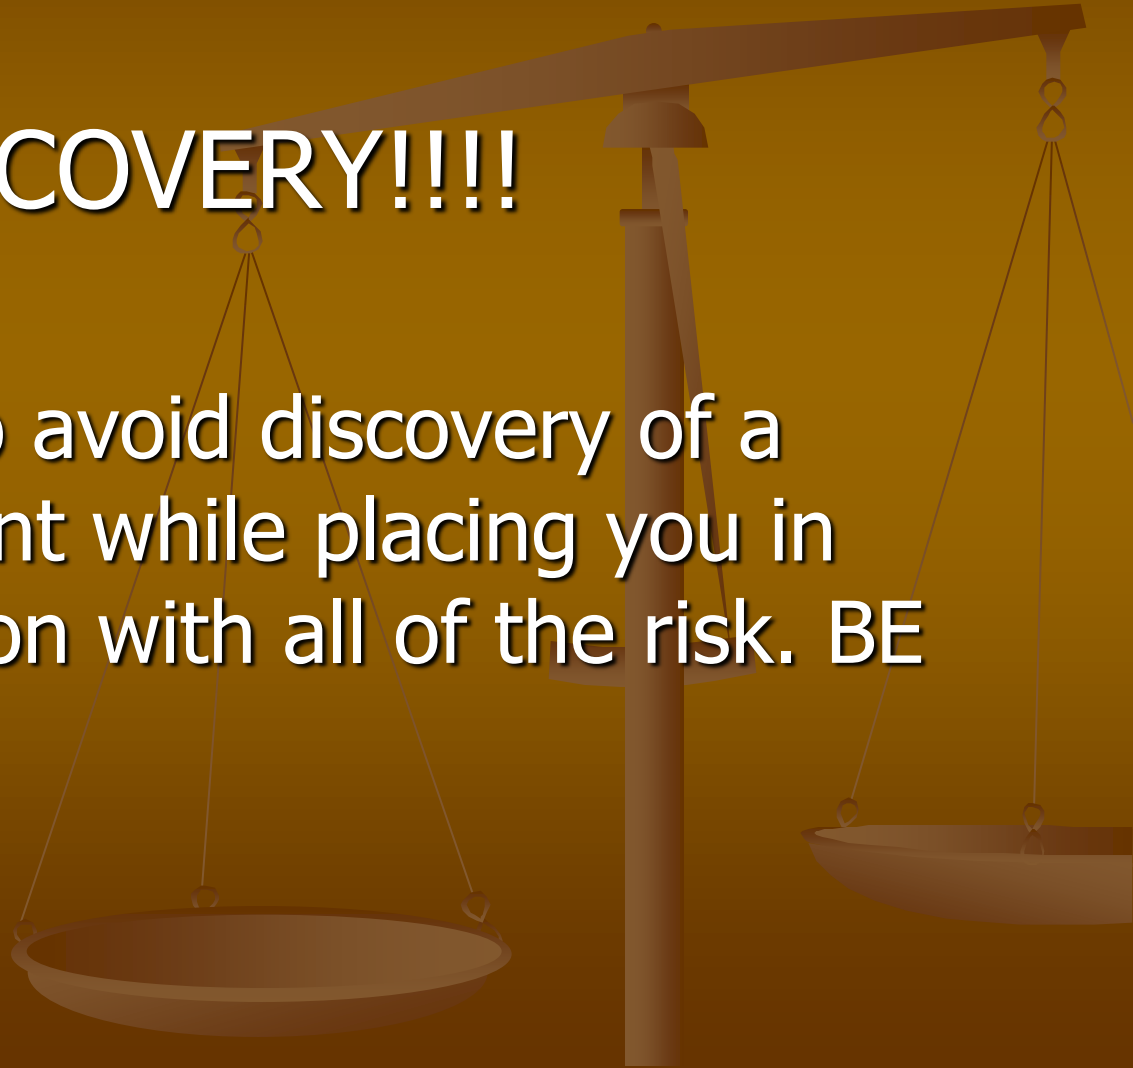 COVERY!!!!
avoid discovery of a
nt while placing you in
on with all of the risk. BE